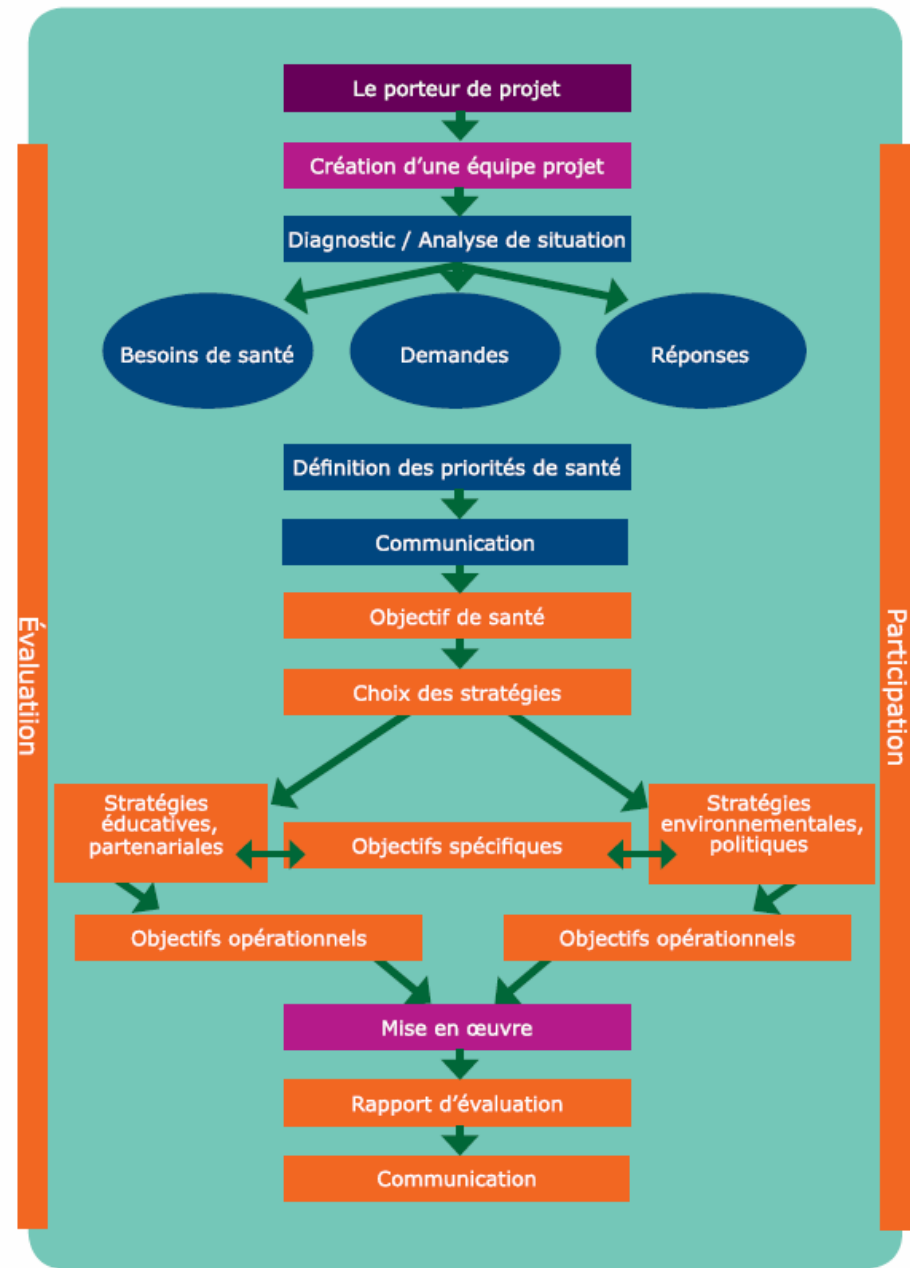 Le porteur de projet
Création d'une équipe projet
Diagnostic / Analyse de situation
Besoins de santé
Demandes
Réponses
Définition des priorités de santé
Communication
Objectif de santé
Choix des stratégies
Évaluatiion
Participation
Stratégies
éducatives,
partenariales
Objectifs spécifiques
Stratégies
environnementales,
politiques
Objectifs opérationnels
Objectifs opérationnels
Mise en œuvre
Rapport d'évaluation
Communication